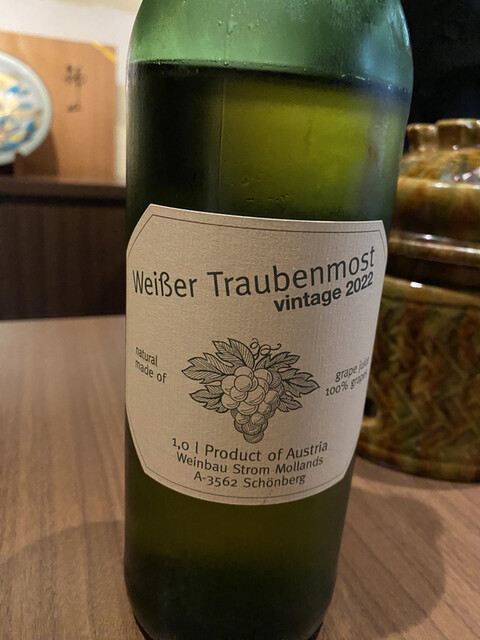 Weißer Traubenmost
vintage 2022
natural
made of
grape juice
100% grapes
1,0 l Product of Austria
Weinbau Strom Mollands
A-3562 Schönberg